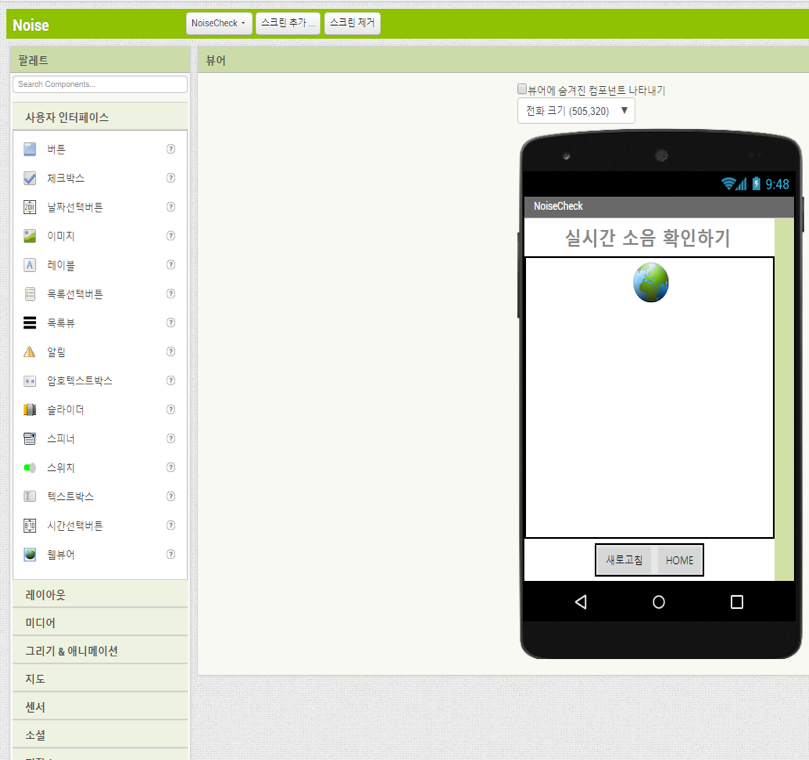 Noise
NoiseCheck
스크린 추가 ...
스크린 제거
팔레트
Search Components...
사용자 인터페이스
버튼
체크박스
날짜선택버튼
이미지
레이블
목록선택버튼
목록뷰
알림
암호텍스트박스
슬라이더
스피너
스위치
텍스트박스
시간선택버튼
웹뷰어
레이아웃
미디어
그리기 & 애니메이션
지도
센서
소셜
뷰어
뷰어에 숨겨진 컴포넌트 나타내기
전화 크기 (505,320)
9:48
NoiseCheck
실시간 소음 확인하기
새로고침
HOME